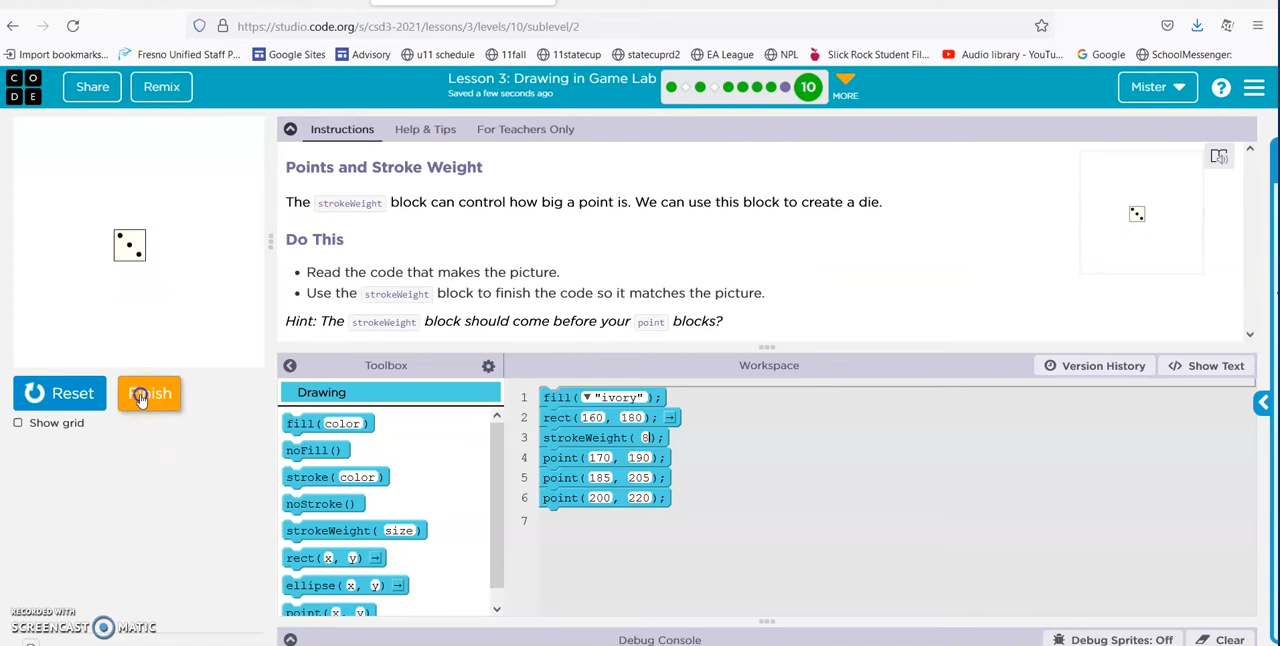 https://studio.code.org/s/csd3-2021/lessons/3/levels/10/sublevel/2
Import bookmarks... Fresno Unified Staff P... Google Sites Advisory u11 schedule 11fall 11statecup statecuprd2 EA League NPL Slick Rock Student Fil... Audio library - YouTu... Google SchoolMessenger:
CO
DE
Share Remix Lesson 3: Drawing in Game Lab
Saved a few seconds ago
10 MORE Mister ?
Instructions Help & Tips For Teachers Only
Points and Stroke Weight
The strokeWeight block can control how big a point is. We can use this block to create a die.
Do This
• Read the code that makes the picture.
• Use the strokeWeight block to finish the code so it matches the picture.
Hint: The strokeWeight block should come before your point blocks?
Toolbox Workspace Version History </> Show Text
Reset Finish
Show grid
Drawing
fill(color)
noFill()
stroke(color)
noStroke()
strokeWeight( size)
rect(x, y)
ellipse(x, y)
point(x, y)
1 fill( "ivory" );
2 rect(160, 180);
3 strokeWeight( 8);
4 point(170, 190);
5 point(185, 205);
6 point(200, 220);
7
RECORDED WITH
SCREENCAST MATIC
Debug Console Debug Sprites: Off Clear